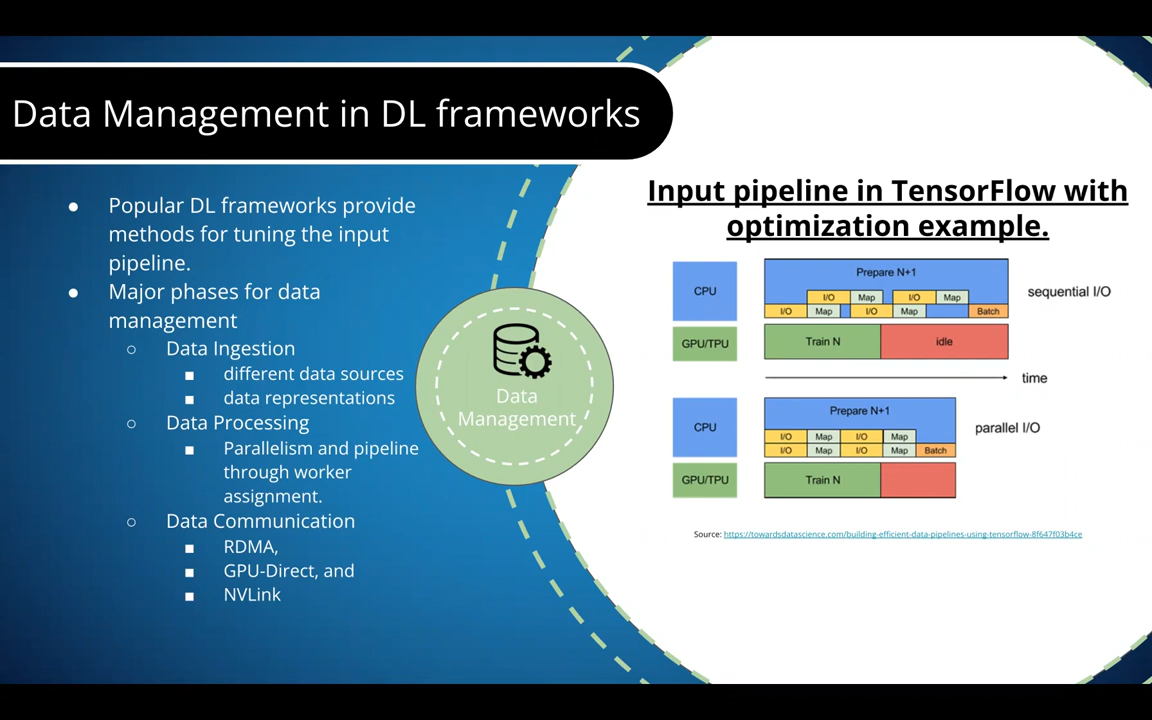 Data Management in DL frameworks
● Popular DL frameworks provide
methods for tuning the input
pipeline.
● Major phases for data
management
○ Data Ingestion
■ different data sources
■ data representations
○ Data Processing
■ Parallelism and pipeline
through worker
assignment.
○ Data Communication
■ RDMA,
■ GPU-Direct, and
■ NVLink
Data
Management
Input pipeline in TensorFlow with
optimization example.
CPU
Prepare N+1
I/O Map I/O Map
I/O Map I/O Map Batch
sequential I/O
GPU/TPU
Train N idle
time
CPU
Prepare N+1
I/O Map I/O Map
I/O Map I/O Map Batch
parallel I/O
GPU/TPU
Train N
Source: https://towardsdatascience.com/building-efficient-data-pipelines-using-tensorflow-8f647f03b4ce